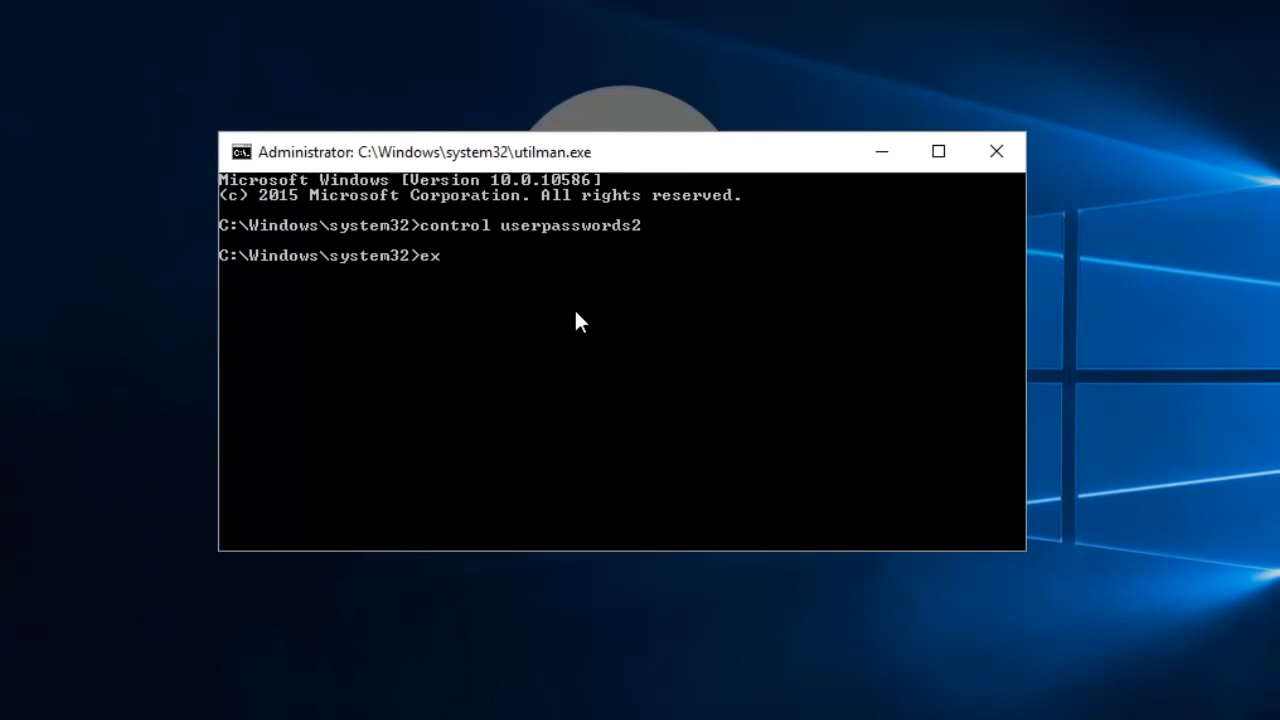 Administrator: C:\Windows\system32\utilman.exe
Microsoft Windows [Version 10.0.10586]
(c) 2015 Microsoft Corporation. All rights reserved.
C:\Windows\system32>control userpasswords2
C:\Windows\system32>ex